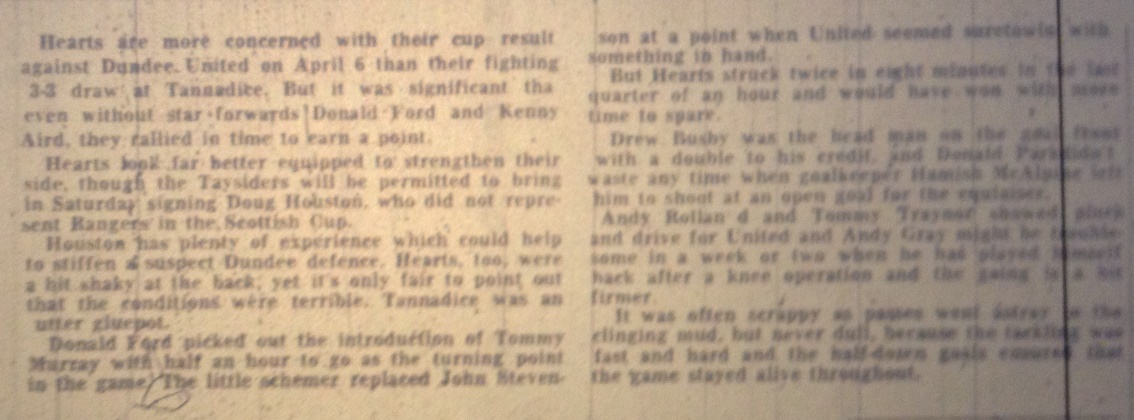 Hearts are more concerned with their cup result
against Dundee United on April 6 than their fighting
3-3 draw at Tannadice. But it was significant tha
even without star forwards Donald Ford and Kenny
Aird, they rallied in time to earn a point.
Hearts look far better equipped to strengthen their
side, though the Taysiders will be permitted to bring
in Saturday signing Doug Houston, who did not repre-
sent Rangers in the Scottish Cup.
Houston has plenty of experience which could help
to stiffen a suspect Dundee defence. Hearts, too, were
a bit shaky at the back, yet it's only fair to point out
that the conditions were terrible. Tannadice was an
utter gluepot.
Donald Ford picked out the introduction of Tommy
Murray with half an hour to go as the turning point
in the game. The little schemer replaced John Steven-
son at a point when United seemed suretowin with
something in hand.
But Hearts struck twice in eight minutes in the last
quarter of an hour and would have won with more
time to spare.
Drew Busby was the head man on the goal front
with a double to his credit, and Donald Park didn't
waste any time when goalkeeper Hamish McAlpine left
him to shoot at an open goal for the equaliser.
Andy Rollan d and Tommy Traynor showed pluck
and drive for United and Andy Gray might be trouble-
some in a week or two when he has played himself
back after a knee operation and the going is a bit
firmer.
It was often scrappy as passes went astray in the
clinging mud, but never dull, because the tackling was
fast and hard and the half-dozen goals ensured that
the game stayed alive throughout.